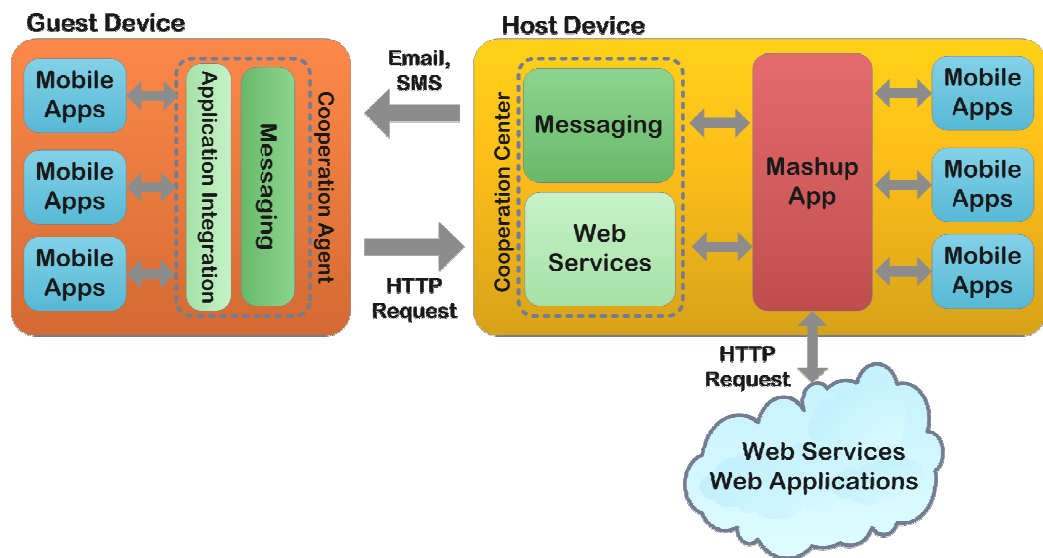 Guest Device
Mobile
Apps
Mobile
Apps
Mobile
Apps
Application Integration
Messaging
Cooperation Agent
Email,
SMS
HTTP
Request
Host Device
Cooperation Center
Messaging
Web
Services
Mashup
App
Mobile
Apps
Mobile
Apps
Mobile
Apps
HTTP
Request
Web Services
Web Applications